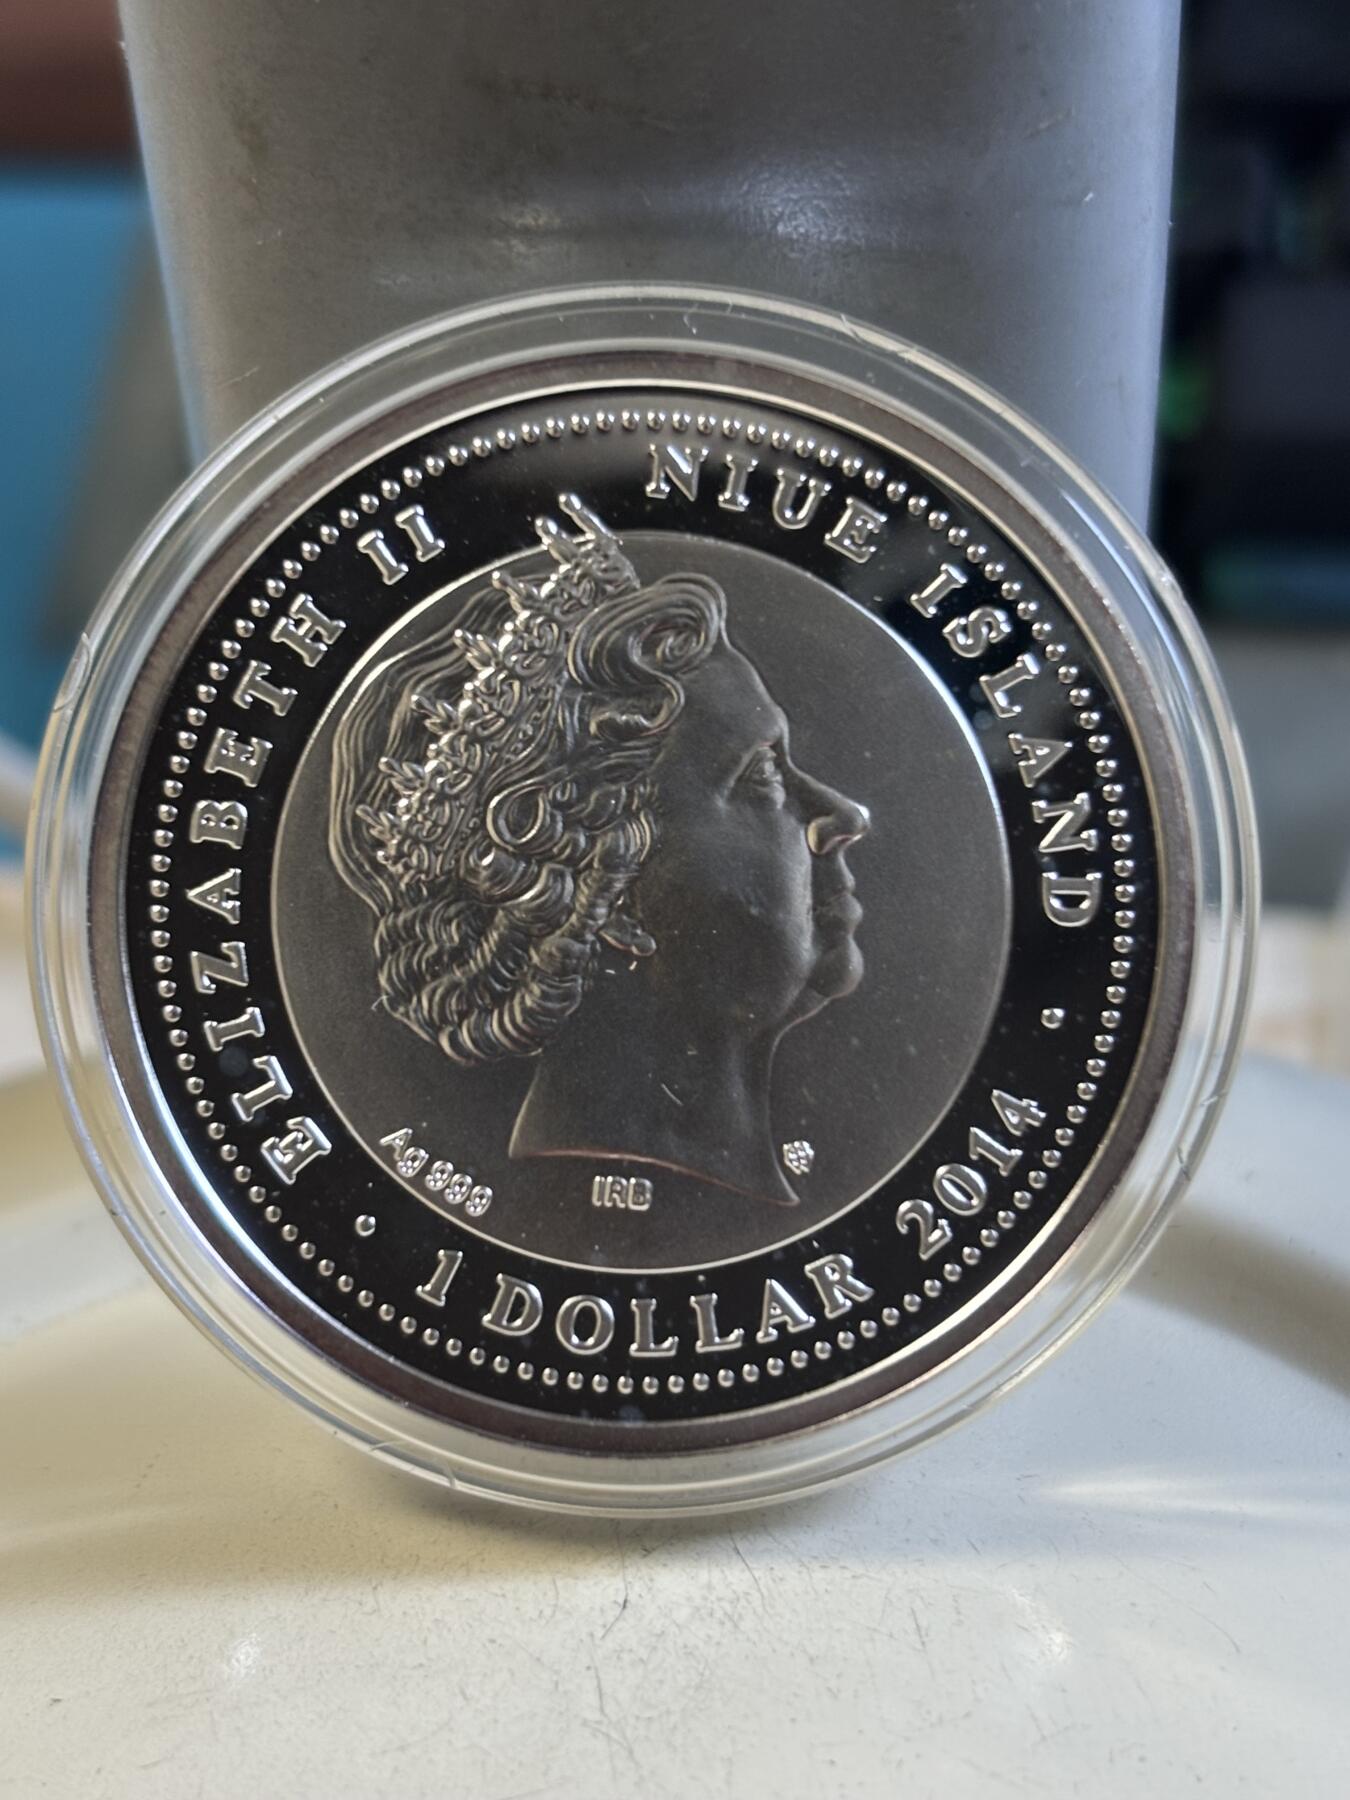 ELIZABETH II
NIUE ISLAND
1 DOLLAR 2014
Ag 999
IRB